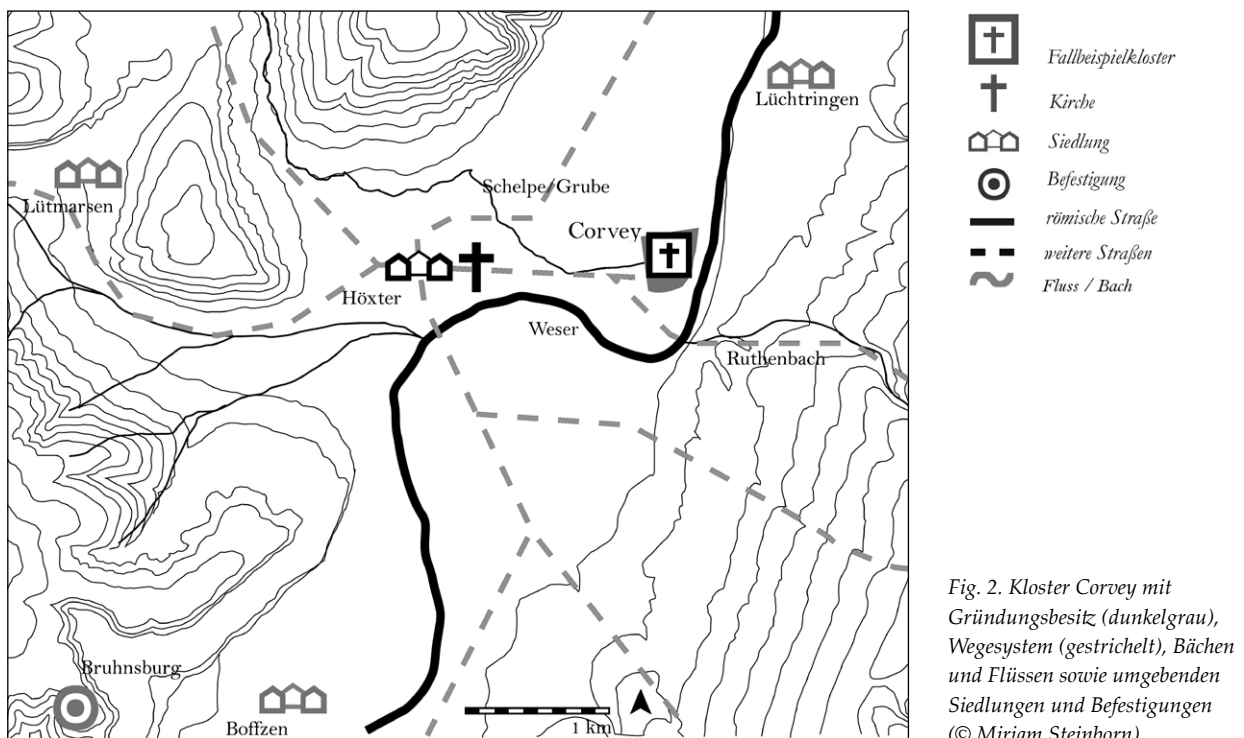 Lüchtringen
Lütmarsen
Schelpe/Grube
Corvey
Höxter
Weser
Ruthenbach
Bruhnsburg
Boffzen
1 km
Fallbeispielkloster
Kirche
Siedlung
Befestigung
römische Straße
weitere Straßen
Fluss / Bach
Fig. 2. Kloster Corvey mit
Gründungsbesitz (dunkelgrau),
Wegesystem (gestrichelt), Bächen
und Flüssen sowie umgebenden
Siedlungen und Befestigungen
(© Miriam Steinborn)